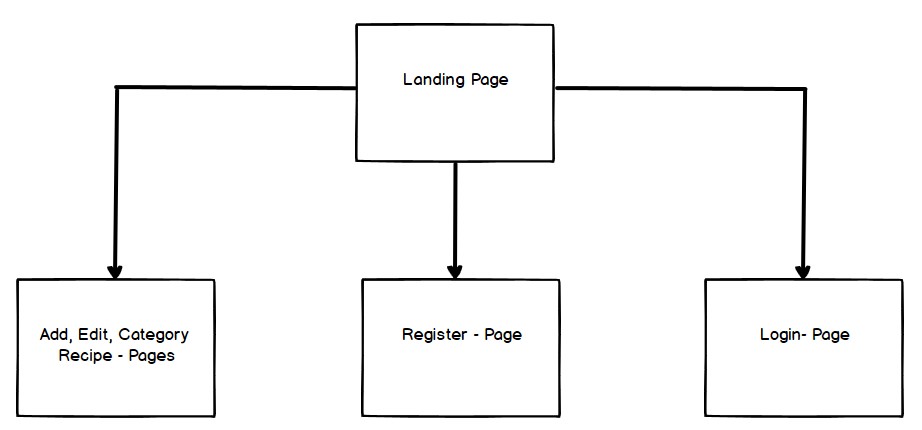 Landing Page
Add, Edit, Category
Recipe - Pages
Register - Page
Login- Page